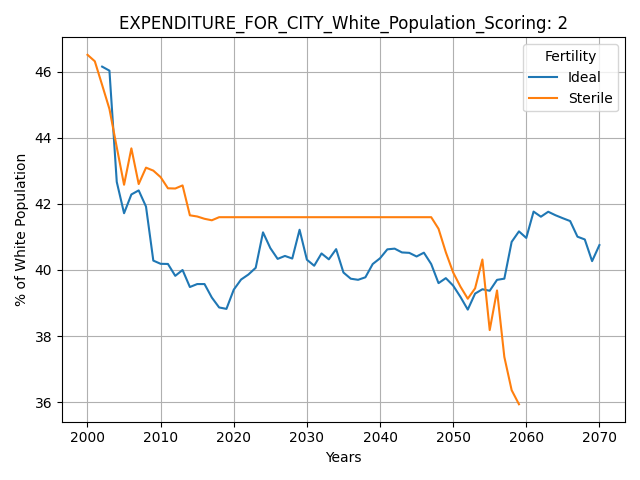 EXPENDITURE_FOR_CITY_White_Population_Scoring: 2
Fertility
Ideal
Sterile
% of White Population
46
44
42
40
38
36
2000 2010 2020 2030 2040 2050 2060 2070
Years